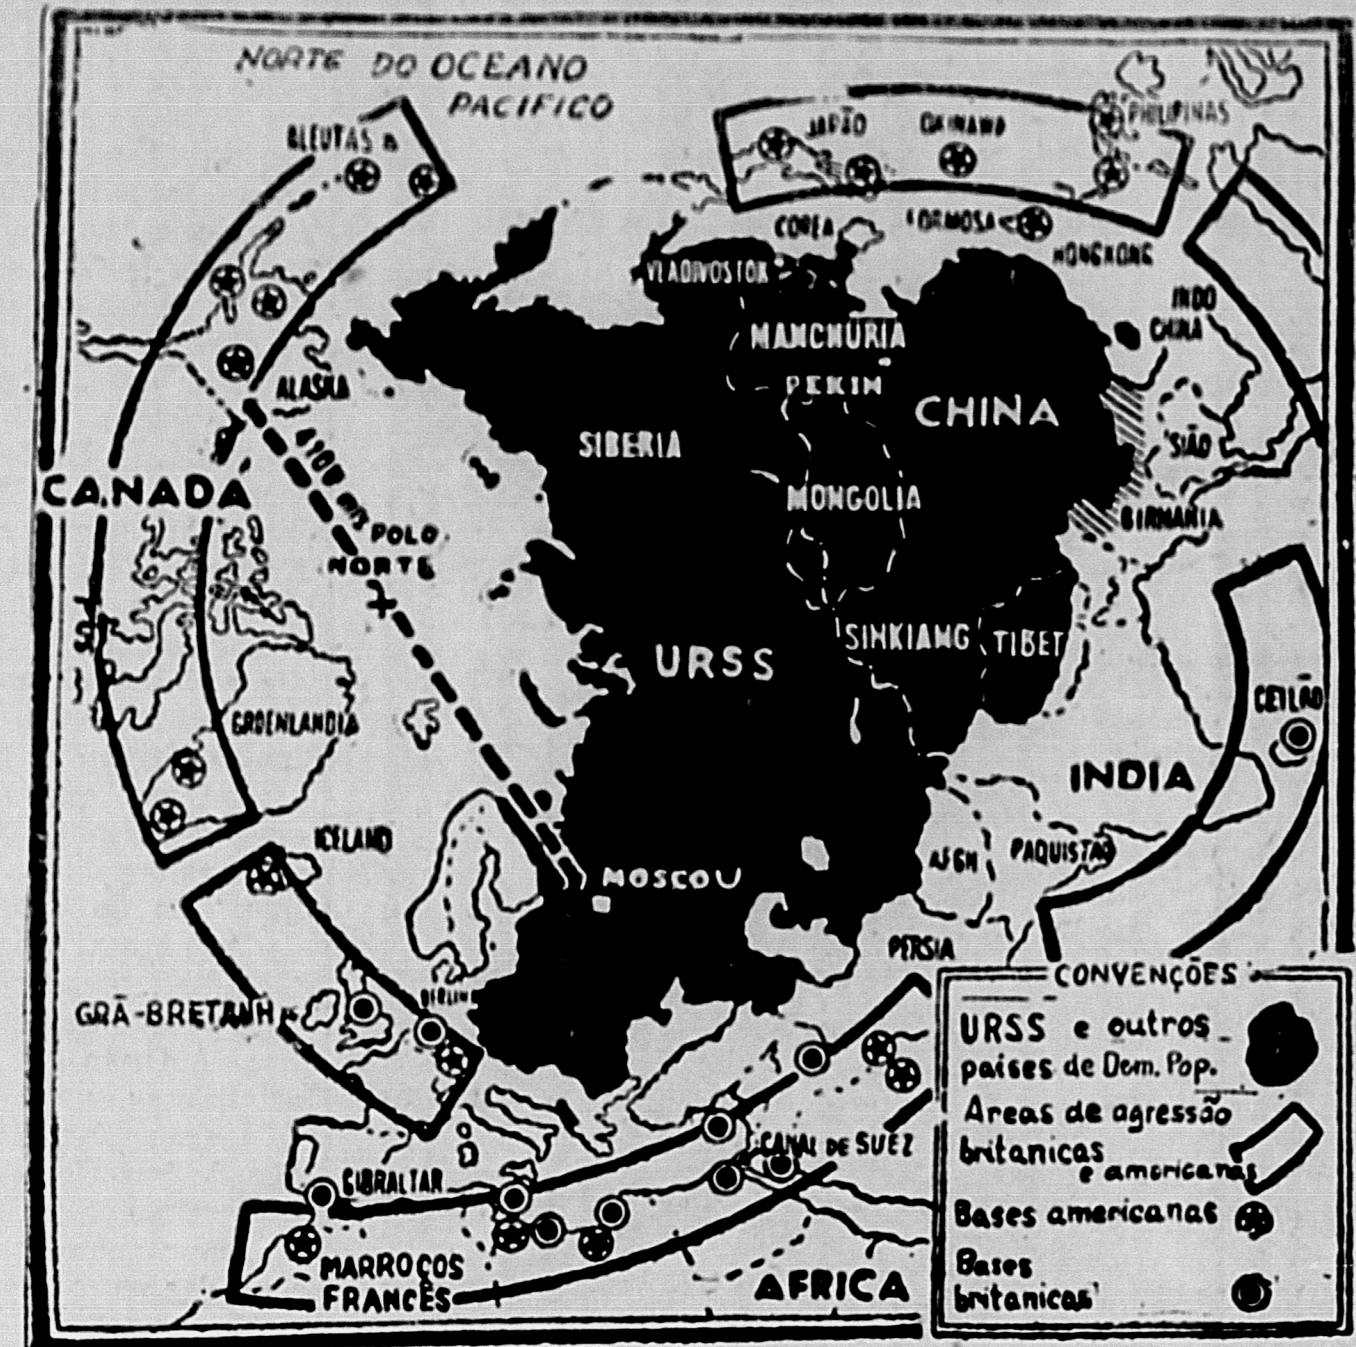 NORTE DO OCEANO
PACIFICO
ALEUTAS
JAPÃO
OKINAWA
PHILIPINAS
COREA
FORMOSA
HONGKONG
VLADIVOSTOK
INDO
CHINA
MANCHURIA
PEKIN
CHINA
ALASKA
SIBERIA
SIÃO
CANADA
MONGOLIA
BIRMANIA
POLO
NORTE
SINKIANG
TIBET
URSS
CEILÃO
GROENLANDIA
INDIA
ICELAND
AFGH
PAQUISTÃO
MOSCOU
PERSIA
BERLIN
GRÃ-BRETANHA
CANAL DE SUEZ
GIBRALTAR
MARROCOS
FRANCÊS
AFRICA
CONVENÇÕES
URSS e outros
paises de Dem. Pop.
Areas de agressão
britanicas
e americanas
Bases americanas
Bases
britanicas